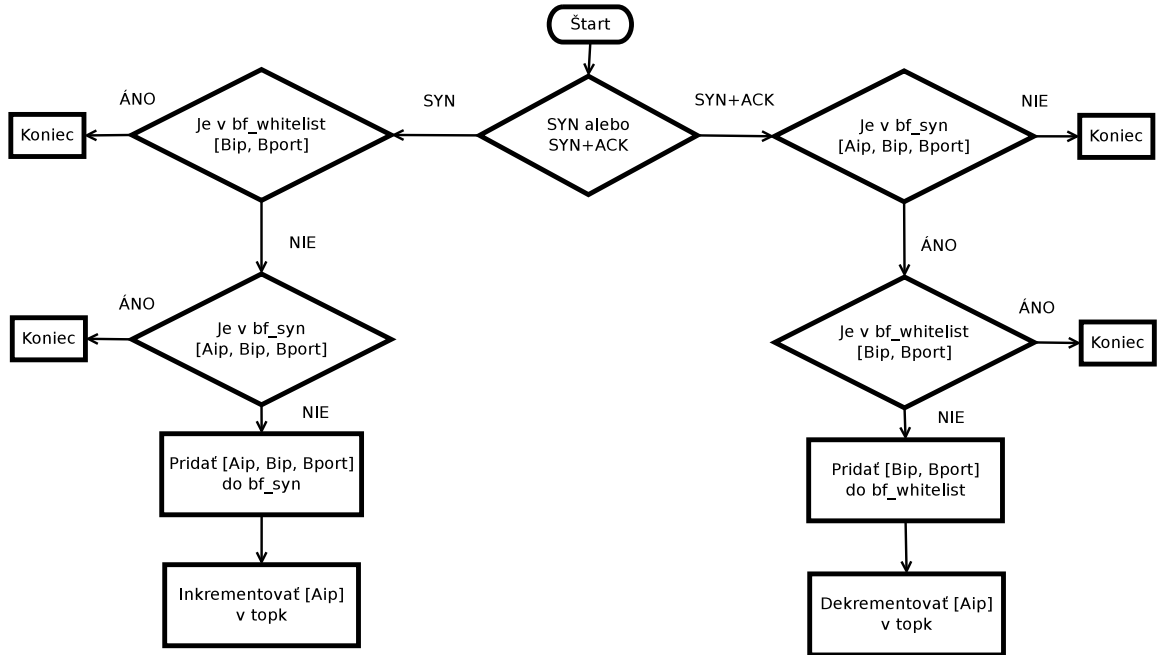 Štart
SYN alebo
SYN+ACK
SYN
SYN+ACK
Je v bf_whitelist
[Bip, Bport]
ÁNO
Koniec
NIE
Je v bf_syn
[Aip, Bip, Bport]
ÁNO
Koniec
NIE
Pridať [Aip, Bip, Bport]
do bf_syn
Inkrementovať [Aip]
v topk
Je v bf_syn
[Aip, Bip, Bport]
NIE
Koniec
ÁNO
Je v bf_whitelist
[Bip, Bport]
ÁNO
Koniec
NIE
Pridať [Bip, Bport]
do bf_whitelist
Dekrementovať [Aip]
v topk